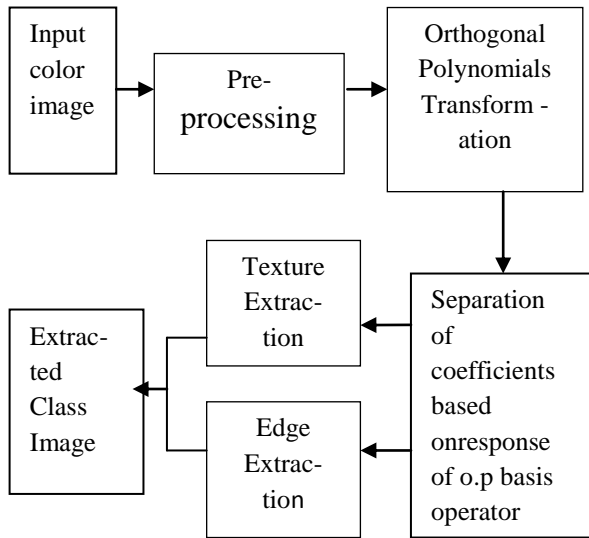 Input
color
image
Pre-
processing
Orthogonal
Polynomials
Transform -
ation
Separation
of
coefficients
based
onresponse
of o.p basis
operator
Texture
Extrac-
tion
Edge
Extrac-
tion
Extrac-
ted
Class
Image